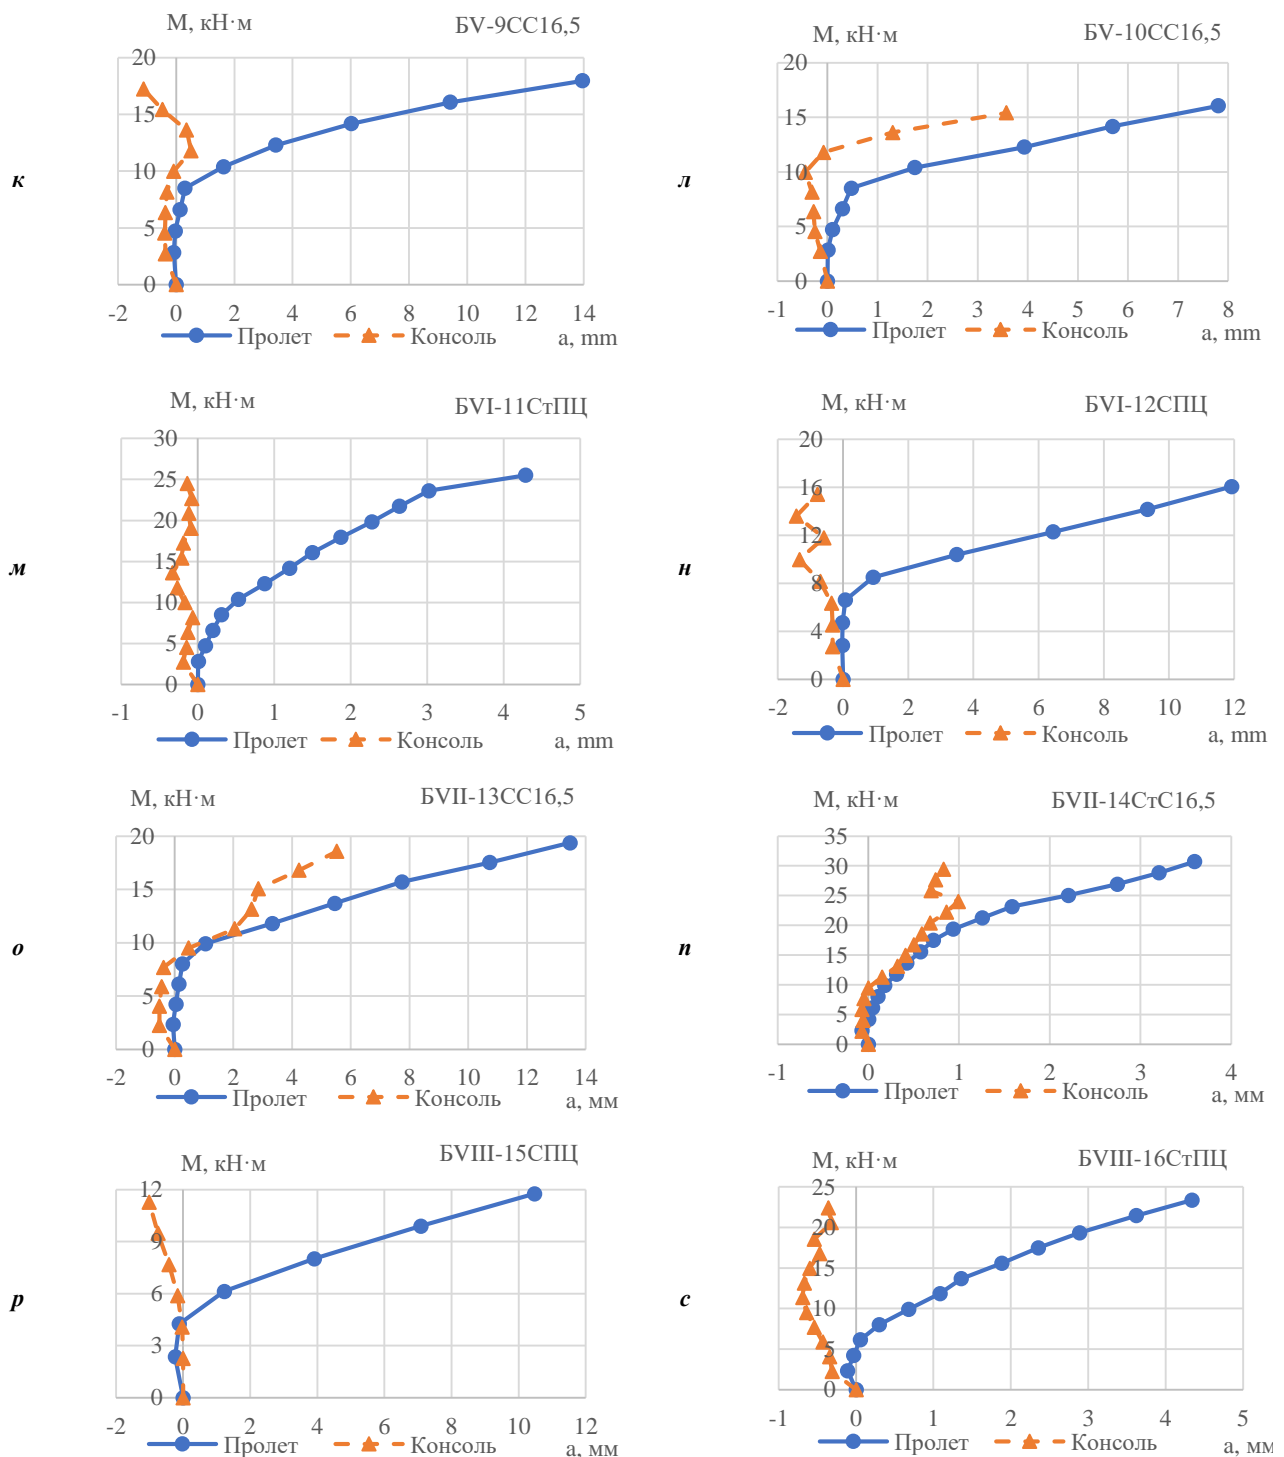 М, кН·м БV-9СС16,5
20
15
10
5
0
-2 0 2 4 6 8 10 12 14
Пролет Консоль а, mm
к
М, кН·м БV-10СС16,5
20
15
10
5
0
-1 0 1 2 3 4 5 6 7 8
Пролет Консоль а, mm
л
М, кН·м БVI-11СтПЦ
30
25
20
15
10
5
0
-1 0 1 2 3 4 5
Пролет Консоль а, mm
м
М, кН·м БVI-12СПЦ
20
16
12
8
4
0
-2 0 2 4 6 8 10 12
Пролет Консоль а, mm
н
М, кН·м БVII-13СС16,5
20
15
10
5
0
-2 0 2 4 6 8 10 12 14
Пролет Консоль а, мм
о
М, кН·м БVII-14СтС16,5
35
30
25
20
15
10
5
0
-1 0 1 2 3 4
Пролет Консоль а, мм
п
М, кН·м БVIII-15СПЦ
12
9
6
3
0
-2 0 2 4 6 8 10 12
Пролет Консоль а, мм
р
М, кН·м БVIII-16СтПЦ
25
20
15
10
5
0
-1 0 1 2 3 4 5
Пролет Консоль а, мм
с